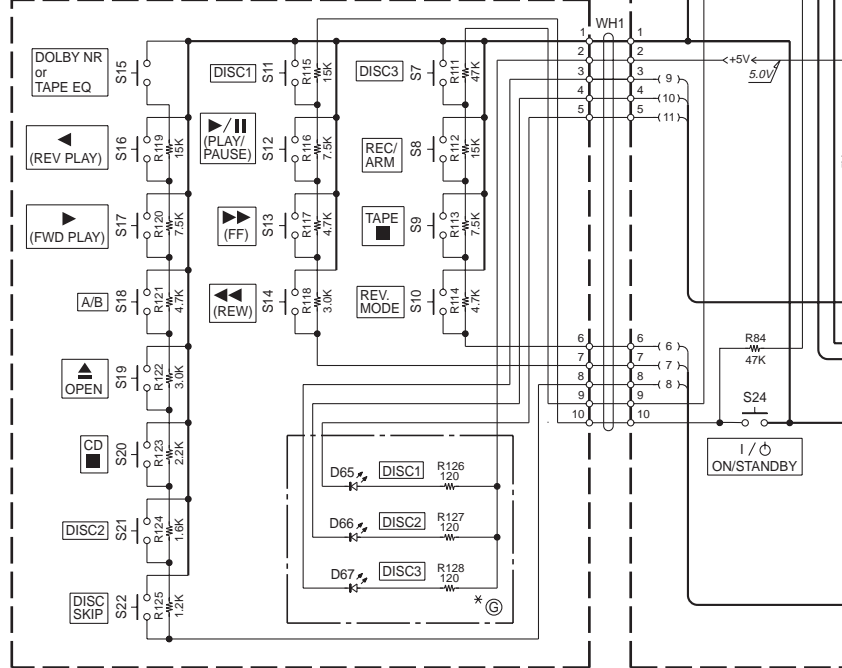 DOLBY NR
or
TAPE EQ
S15
DISC1
S11
R115
15K
DISC3
S7
R111
47K
WH1
1
1
2
2
3
3
9
4
4
10
5
5
11
+5V
5.0V
(REV PLAY)
S16
R119
15K
(PLAY/
PAUSE)
S12
R116
7.5K
REC/
ARM
S8
R112
15K
(FWD PLAY)
S17
R120
7.5K
(FF)
S13
R117
4.7K
TAPE
S9
R113
7.5K
A/B
S18
R121
4.7K
(REW)
S14
R118
3.0K
REV.
MODE
S10
R114
4.7K
6
6
6
7
7
7
8
8
8
9
9
10
10
R84
47K
S24
I /
ON/STANDBY
OPEN
S19
R122
3.0K
CD
S20
R123
2.2K
DISC2
S21
R124
1.6K
DISC
SKIP
S22
R125
1.2K
D65
DISC1
R126
120
D66
DISC2
R127
120
D67
DISC3
R128
120
* G